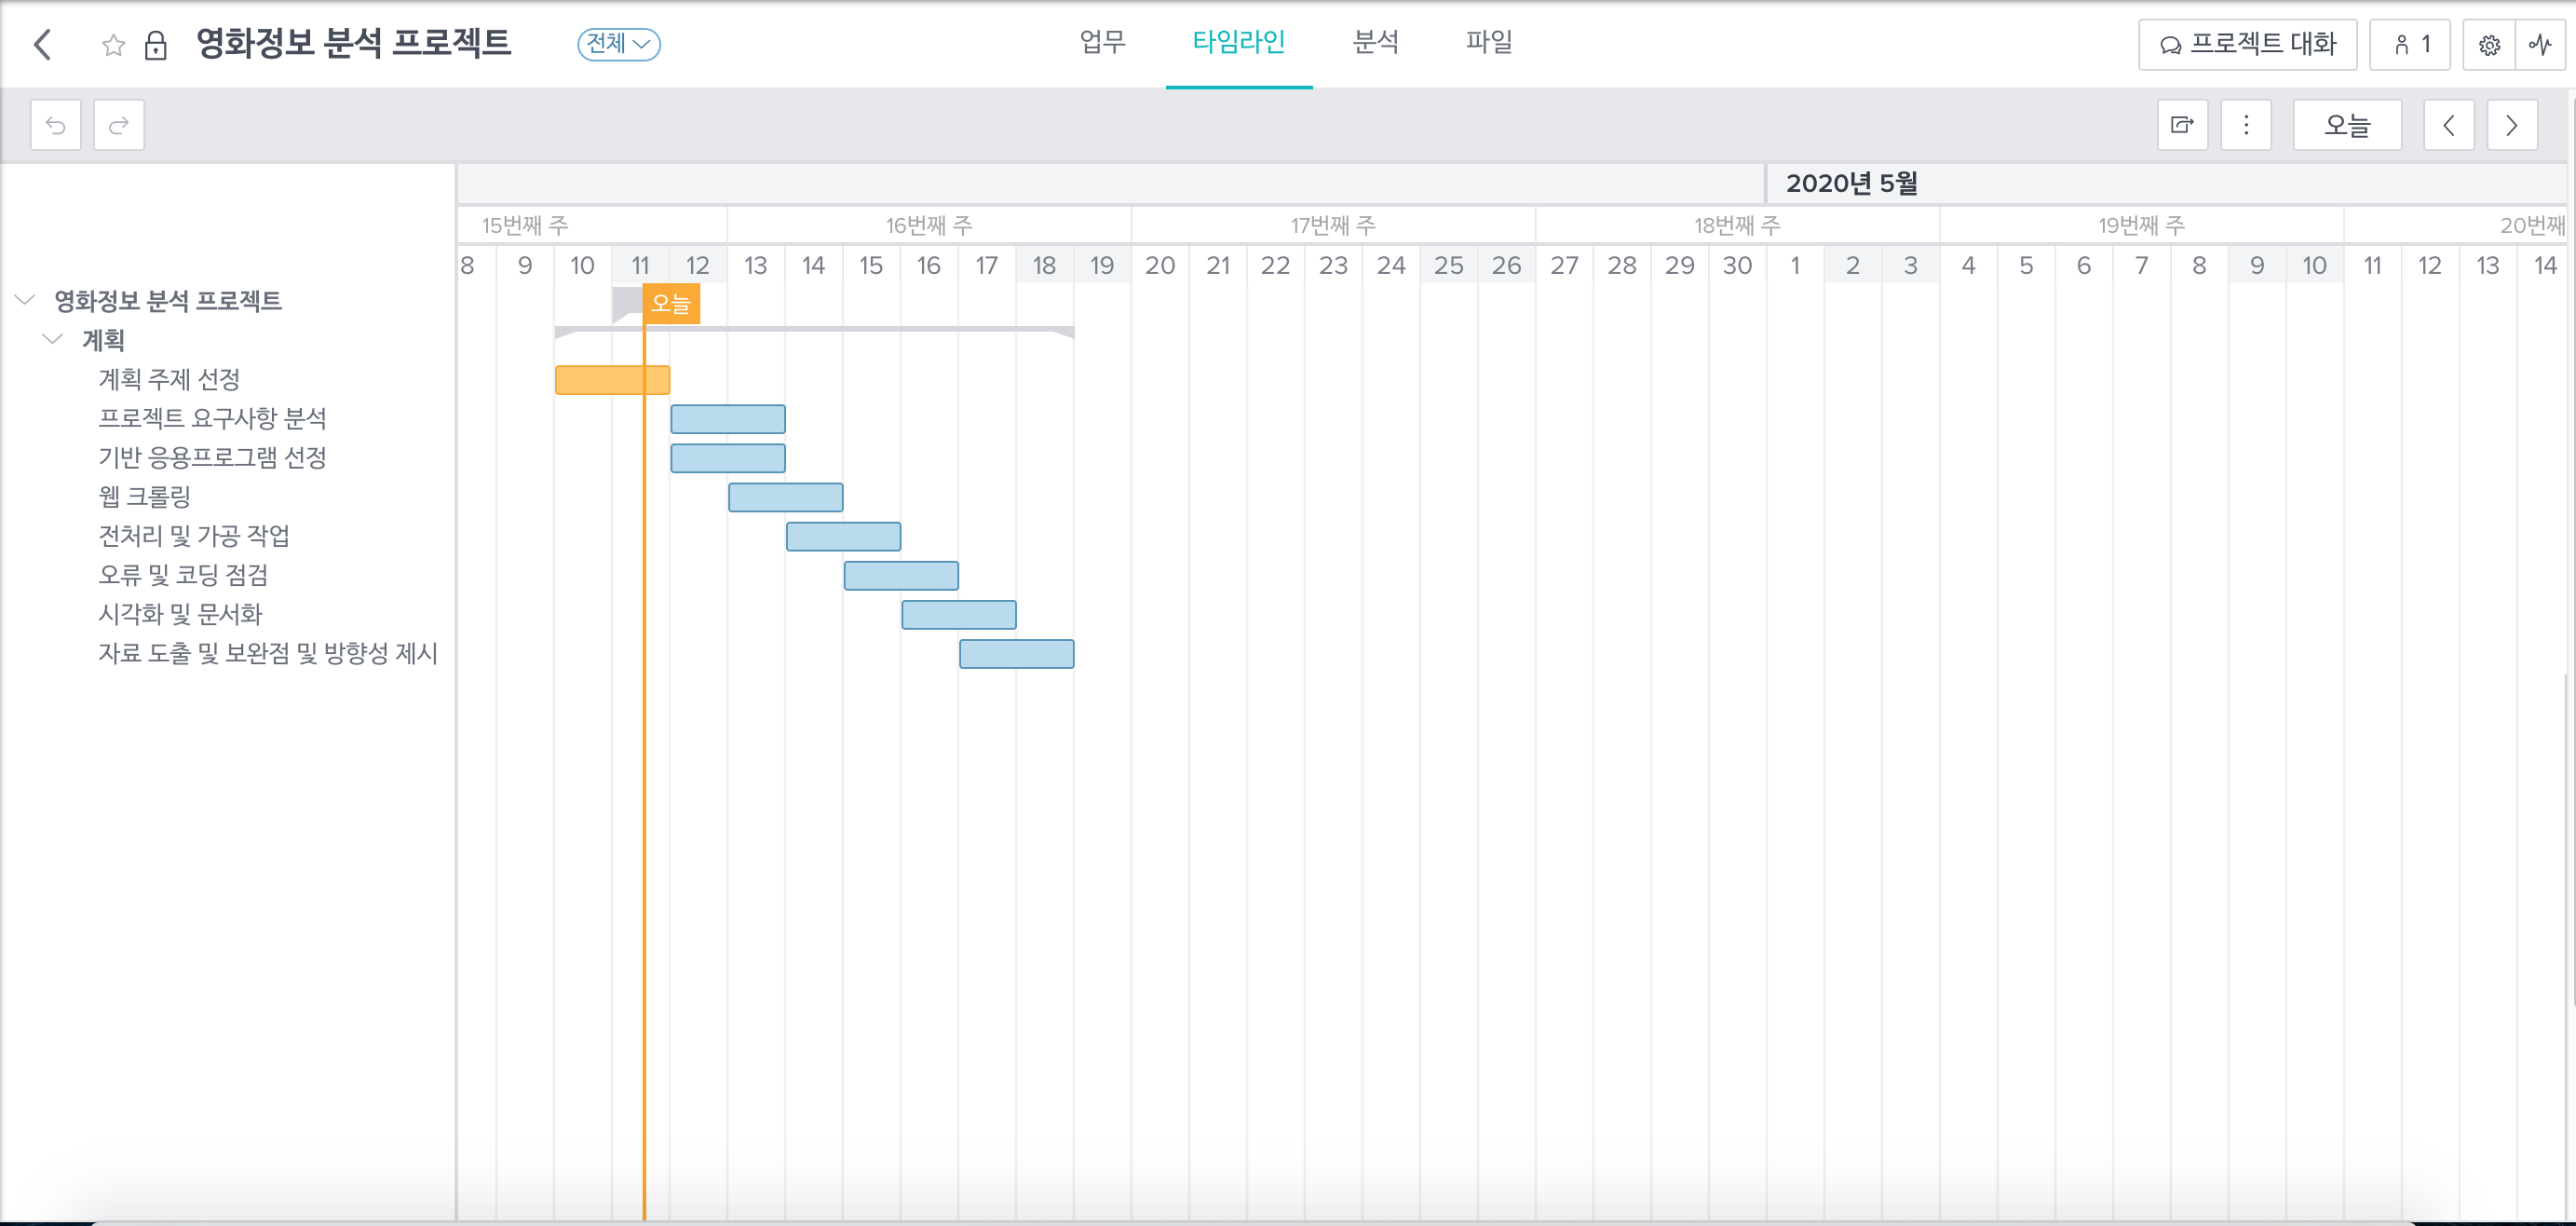 영화정보 분석 프로젝트 전체 업무 타임라인 분석 파일 프로젝트 대화 1
오늘
2020년 5월
15번째 주 16번째 주 17번째 주 18번째 주 19번째 주 20번째
8 9 10 11 12 13 14 15 16 17 18 19 20 21 22 23 24 25 26 27 28 29 30 1 2 3 4 5 6 7 8 9 10 11 12 13 14
영화정보 분석 프로젝트 오늘
계획
계획 주제 선정
프로젝트 요구사항 분석
기반 응용프로그램 선정
웹 크롤링
전처리 및 가공 작업
오류 및 코딩 점검
시각화 및 문서화
자료 도출 및 보완점 및 방향성 제시